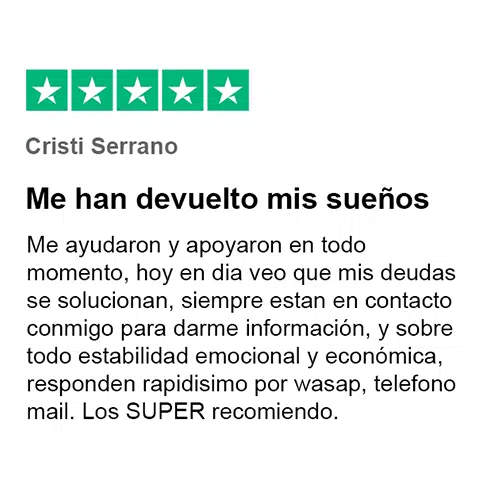 Cristi Serrano
Me han devuelto mis sueños
Me ayudaron y apoyaron en todo
momento, hoy en dia veo que mis deudas
se solucionan, siempre estan en contacto
conmigo para darme información, y sobre
todo estabilidad emocional y económica,
responden rapidisimo por wasap, telefono
mail. Los SUPER recomiendo.